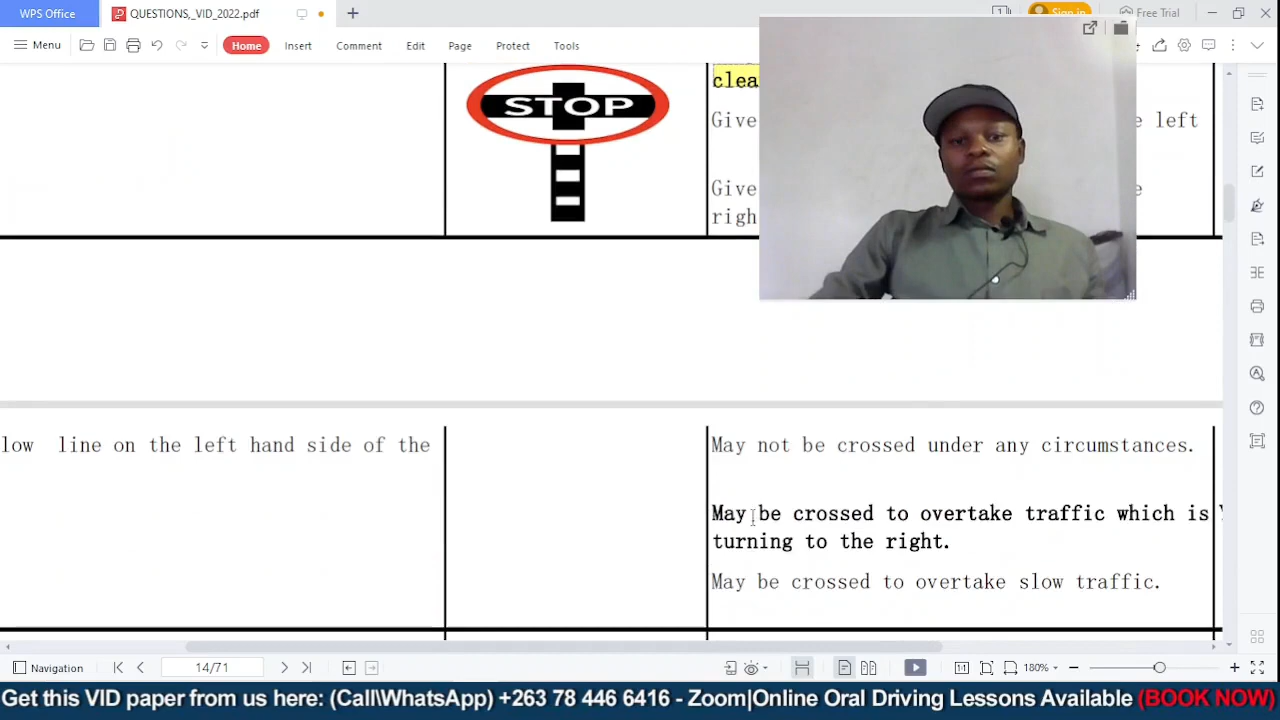 WPS Office
QUESTIONS,_VID_2022.pdf
Sign in
Free Trial
Menu
Home
Insert
Comment
Edit
Page
Protect
Tools
clea
STOP
Give
e left
Give
e
righ
low line on the left hand side of the
May not be crossed under any circumstances.
May be crossed to overtake traffic which is Y
turning to the right.
May be crossed to overtake slow traffic.
Navigation
14/71
180%
Get this VID paper from us here: (Call\WhatsApp) +263 78 446 6416 - Zoom|Online Oral Driving Lessons Available (BOOK NOW)